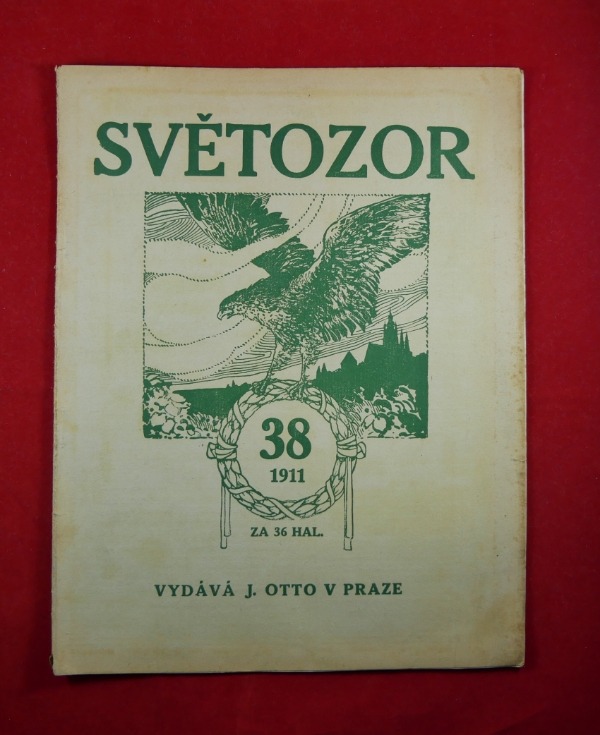 SVĚTOZOR
38
1911
ZA 36 HAL.
VYDÁVÁ J. OTTO V PRAZE